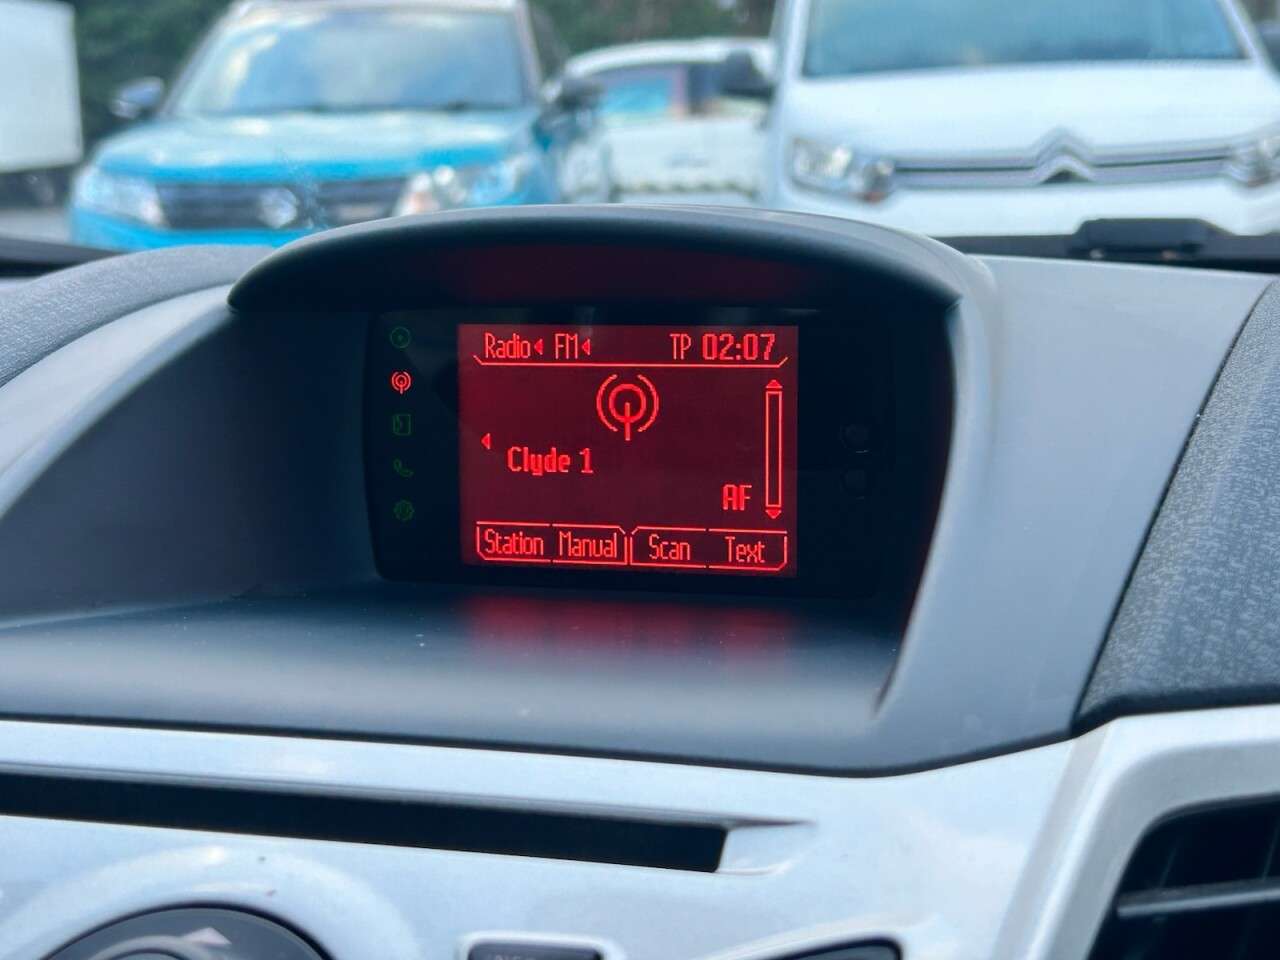 Radio FM TP 02:07
Clyde 1
AF
Station Manual Scan Text